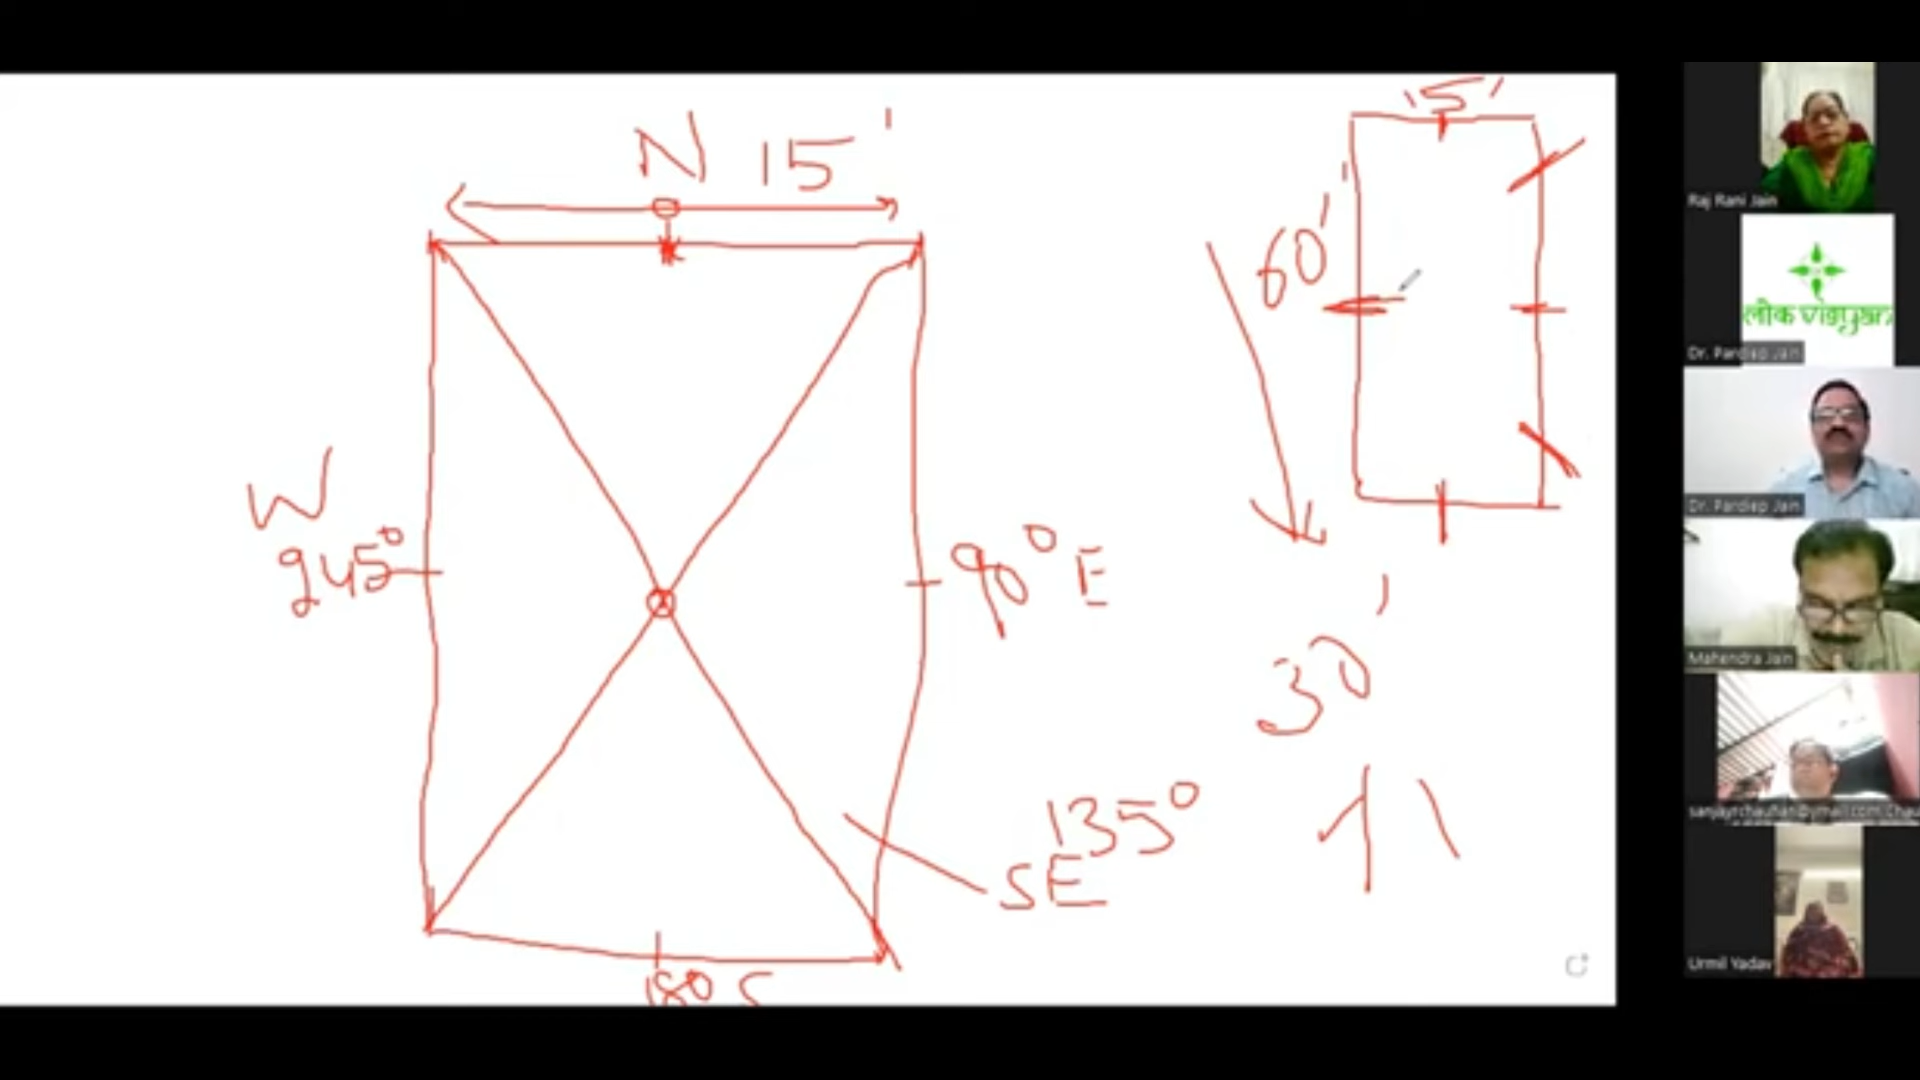 N 15'
W
245°
90° E
135°
SE
180 S
15'
60'
30'
Raj Rani Jain
लोक विज्ञान
Dr. Pardeep Jain
Dr. Pardeep Jain
Mahendra Jain
Urmil Yadav